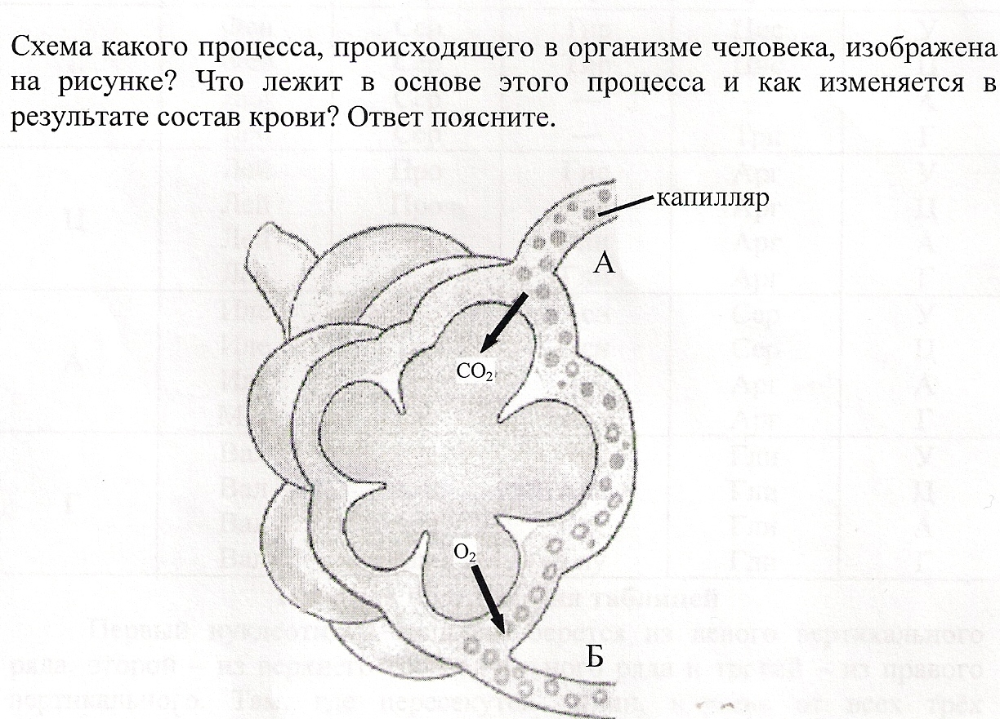 Схема какого процесса, происходящего в организме человека, изображена
на рисунке? Что лежит в основе этого процесса и как изменяется в
результате состав крови? Ответ поясните.
капилляр
А
CO₂
O₂
Б